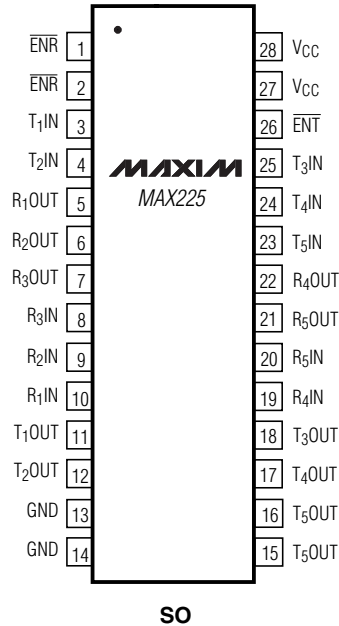 ENR 1
ENR 2
T1IN 3
T2IN 4
R1OUT 5
R2OUT 6
R3OUT 7
R3IN 8
R2IN 9
R1IN 10
T1OUT 11
T2OUT 12
GND 13
GND 14
MAXIM
MAX225
28 VCC
27 VCC
26 ENT
25 T3IN
24 T4IN
23 T5IN
22 R4OUT
21 R5OUT
20 R5IN
19 R4IN
18 T3OUT
17 T4OUT
16 T5OUT
15 T5OUT
SO